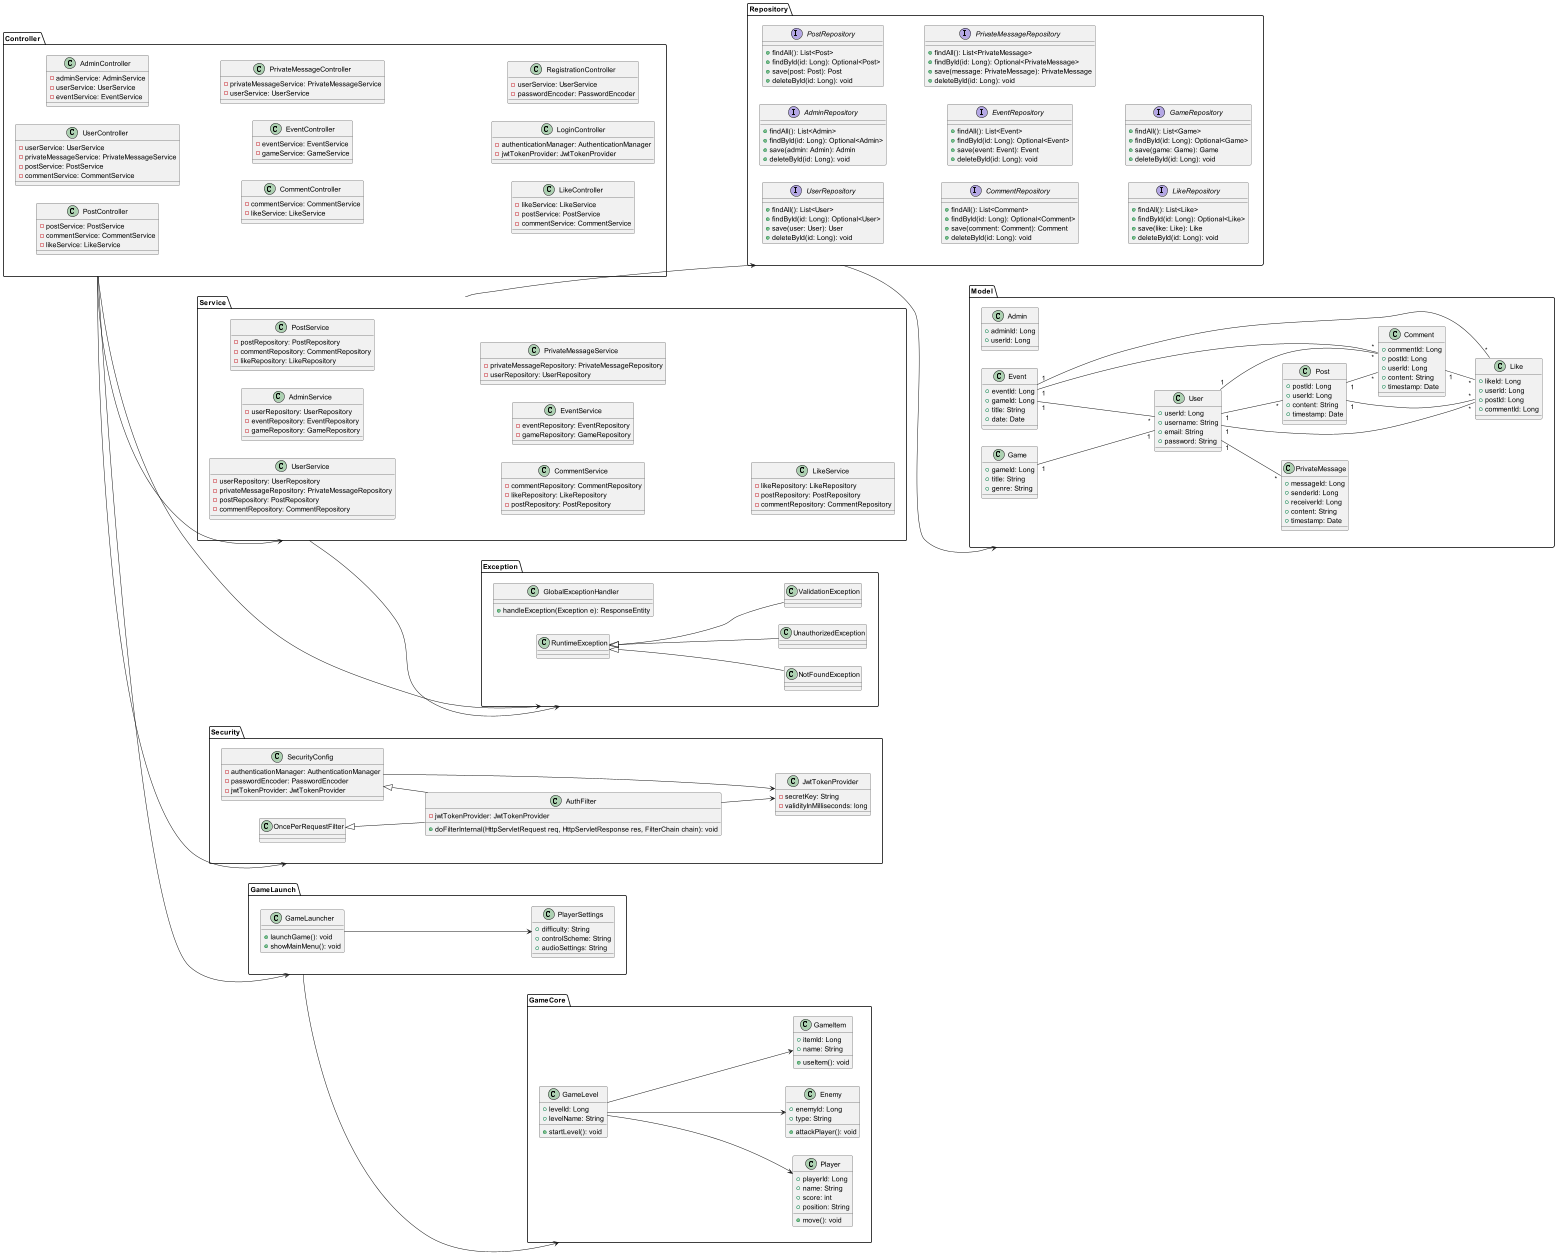 Controller
AdminController
adminService: AdminService
userService: UserService
eventService: EventService
PrivateMessageController
privateMessageService: PrivateMessageService
userService: UserService
RegistrationController
userService: UserService
passwordEncoder: PasswordEncoder
UserController
userService: UserService
privateMessageService: PrivateMessageService
postService: PostService
commentService: CommentService
EventController
eventService: EventService
gameService: GameService
LoginController
authenticationManager: AuthenticationManager
jwtTokenProvider: JwtTokenProvider
PostController
postService: PostService
commentService: CommentService
likeService: LikeService
CommentController
commentService: CommentService
likeService: LikeService
LikeController
likeService: LikeService
postService: PostService
commentService: CommentService
Repository
PostRepository
findAll(): List<Post>
findById(id: Long): Optional<Post>
save(post: Post): Post
deleteById(id: Long): void
PrivateMessageRepository
findAll(): List<PrivateMessage>
findById(id: Long): Optional<PrivateMessage>
save(message: PrivateMessage): PrivateMessage
deleteById(id: Long): void
AdminRepository
findAll(): List<Admin>
findById(id: Long): Optional<Admin>
save(admin: Admin): Admin
deleteById(id: Long): void
EventRepository
findAll(): List<Event>
findById(id: Long): Optional<Event>
save(event: Event): Event
deleteById(id: Long): void
GameRepository
findAll(): List<Game>
findById(id: Long): Optional<Game>
save(game: Game): Game
deleteById(id: Long): void
UserRepository
findAll(): List<User>
findById(id: Long): Optional<User>
save(user: User): User
deleteById(id: Long): void
CommentRepository
findAll(): List<Comment>
findById(id: Long): Optional<Comment>
save(comment: Comment): Comment
deleteById(id: Long): void
LikeRepository
findAll(): List<Like>
findById(id: Long): Optional<Like>
save(like: Like): Like
deleteById(id: Long): void
Service
PostService
postRepository: PostRepository
commentRepository: CommentRepository
likeRepository: LikeRepository
PrivateMessageService
privateMessageRepository: PrivateMessageRepository
userRepository: UserRepository
AdminService
userRepository: UserRepository
eventRepository: EventRepository
gameRepository: GameRepository
EventService
eventRepository: EventRepository
gameRepository: GameRepository
UserService
userRepository: UserRepository
privateMessageRepository: PrivateMessageRepository
postRepository: PostRepository
commentRepository: CommentRepository
CommentService
commentRepository: CommentRepository
likeRepository: LikeRepository
postRepository: PostRepository
LikeService
likeRepository: LikeRepository
postRepository: PostRepository
commentRepository: CommentRepository
Model
Admin
adminId: Long
userId: Long
Event
eventId: Long
gameId: Long
title: String
date: Date
Game
gameId: Long
title: String
genre: String
User
userId: Long
username: String
email: String
password: String
Post
postId: Long
userId: Long
content: String
timestamp: Date
Comment
commentId: Long
postId: Long
userId: Long
content: String
timestamp: Date
Like
likeId: Long
userId: Long
postId: Long
commentId: Long
PrivateMessage
messageId: Long
senderId: Long
receiverId: Long
content: String
timestamp: Date
1
*
1
*
1
*
1
1
1
*
1
*
1
*
1
*
1
*
1
*
1
*
Exception
GlobalExceptionHandler
handleException(Exception e): ResponseEntity
RuntimeException
ValidationException
UnauthorizedException
NotFoundException
Security
SecurityConfig
authenticationManager: AuthenticationManager
passwordEncoder: PasswordEncoder
jwtTokenProvider: JwtTokenProvider
OncePerRequestFilter
AuthFilter
jwtTokenProvider: JwtTokenProvider
doFilterInternal(HttpServletRequest req, HttpServletResponse res, FilterChain chain): void
JwtTokenProvider
secretKey: String
validityInMilliseconds: long
GameLaunch
GameLauncher
launchGame(): void
showMainMenu(): void
PlayerSettings
difficulty: String
controlScheme: String
audioSettings: String
GameCore
GameLevel
levelId: Long
levelName: String
startLevel(): void
GameItem
itemId: Long
name: String
useItem(): void
Enemy
enemyId: Long
type: String
attackPlayer(): void
Player
playerId: Long
name: String
score: int
position: String
move(): void